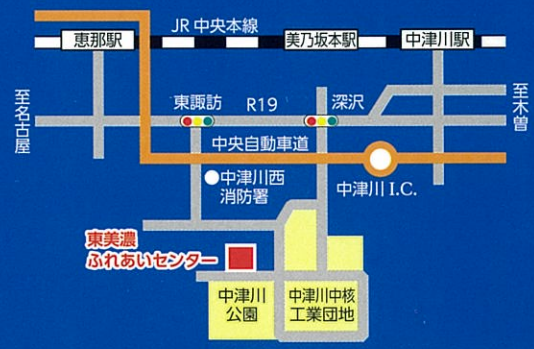 JR 中央本線
恵那駅
美乃坂本駅
中津川駅
至名古屋
東諏訪
R19
深沢
至木曽
中央自動車道
中津川西
消防署
中津川 I.C.
東美濃
ふれあいセンター
中津川
公園
中津川中核
工業団地